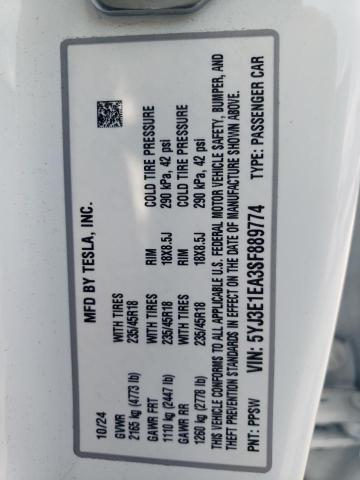 MFD BY TESLA, INC.
10/24
GVWR
2165 kg (4773 lb)
GAWR FRT WITH TIRES RIM COLD TIRE PRESSURE
1110 kg (2447 lb) 235/45R18 18X8.5J 290 kPa, 42 psi
GAWR RR WITH TIRES RIM COLD TIRE PRESSURE
1260 kg (2778 lb) 235/45R18 18X8.5J 290 kPa, 42 psi
THIS VEHICLE CONFORMS TO ALL APPLICABLE U.S. FEDERAL MOTOR VEHICLE SAFETY, BUMPER, AND
THEFT PREVENTION STANDARDS IN EFFECT ON THE DATE OF MANUFACTURE SHOWN ABOVE.
VIN: 5YJ3E1EA3SF889774 TYPE: PASSENGER CAR
PNT: PPSW